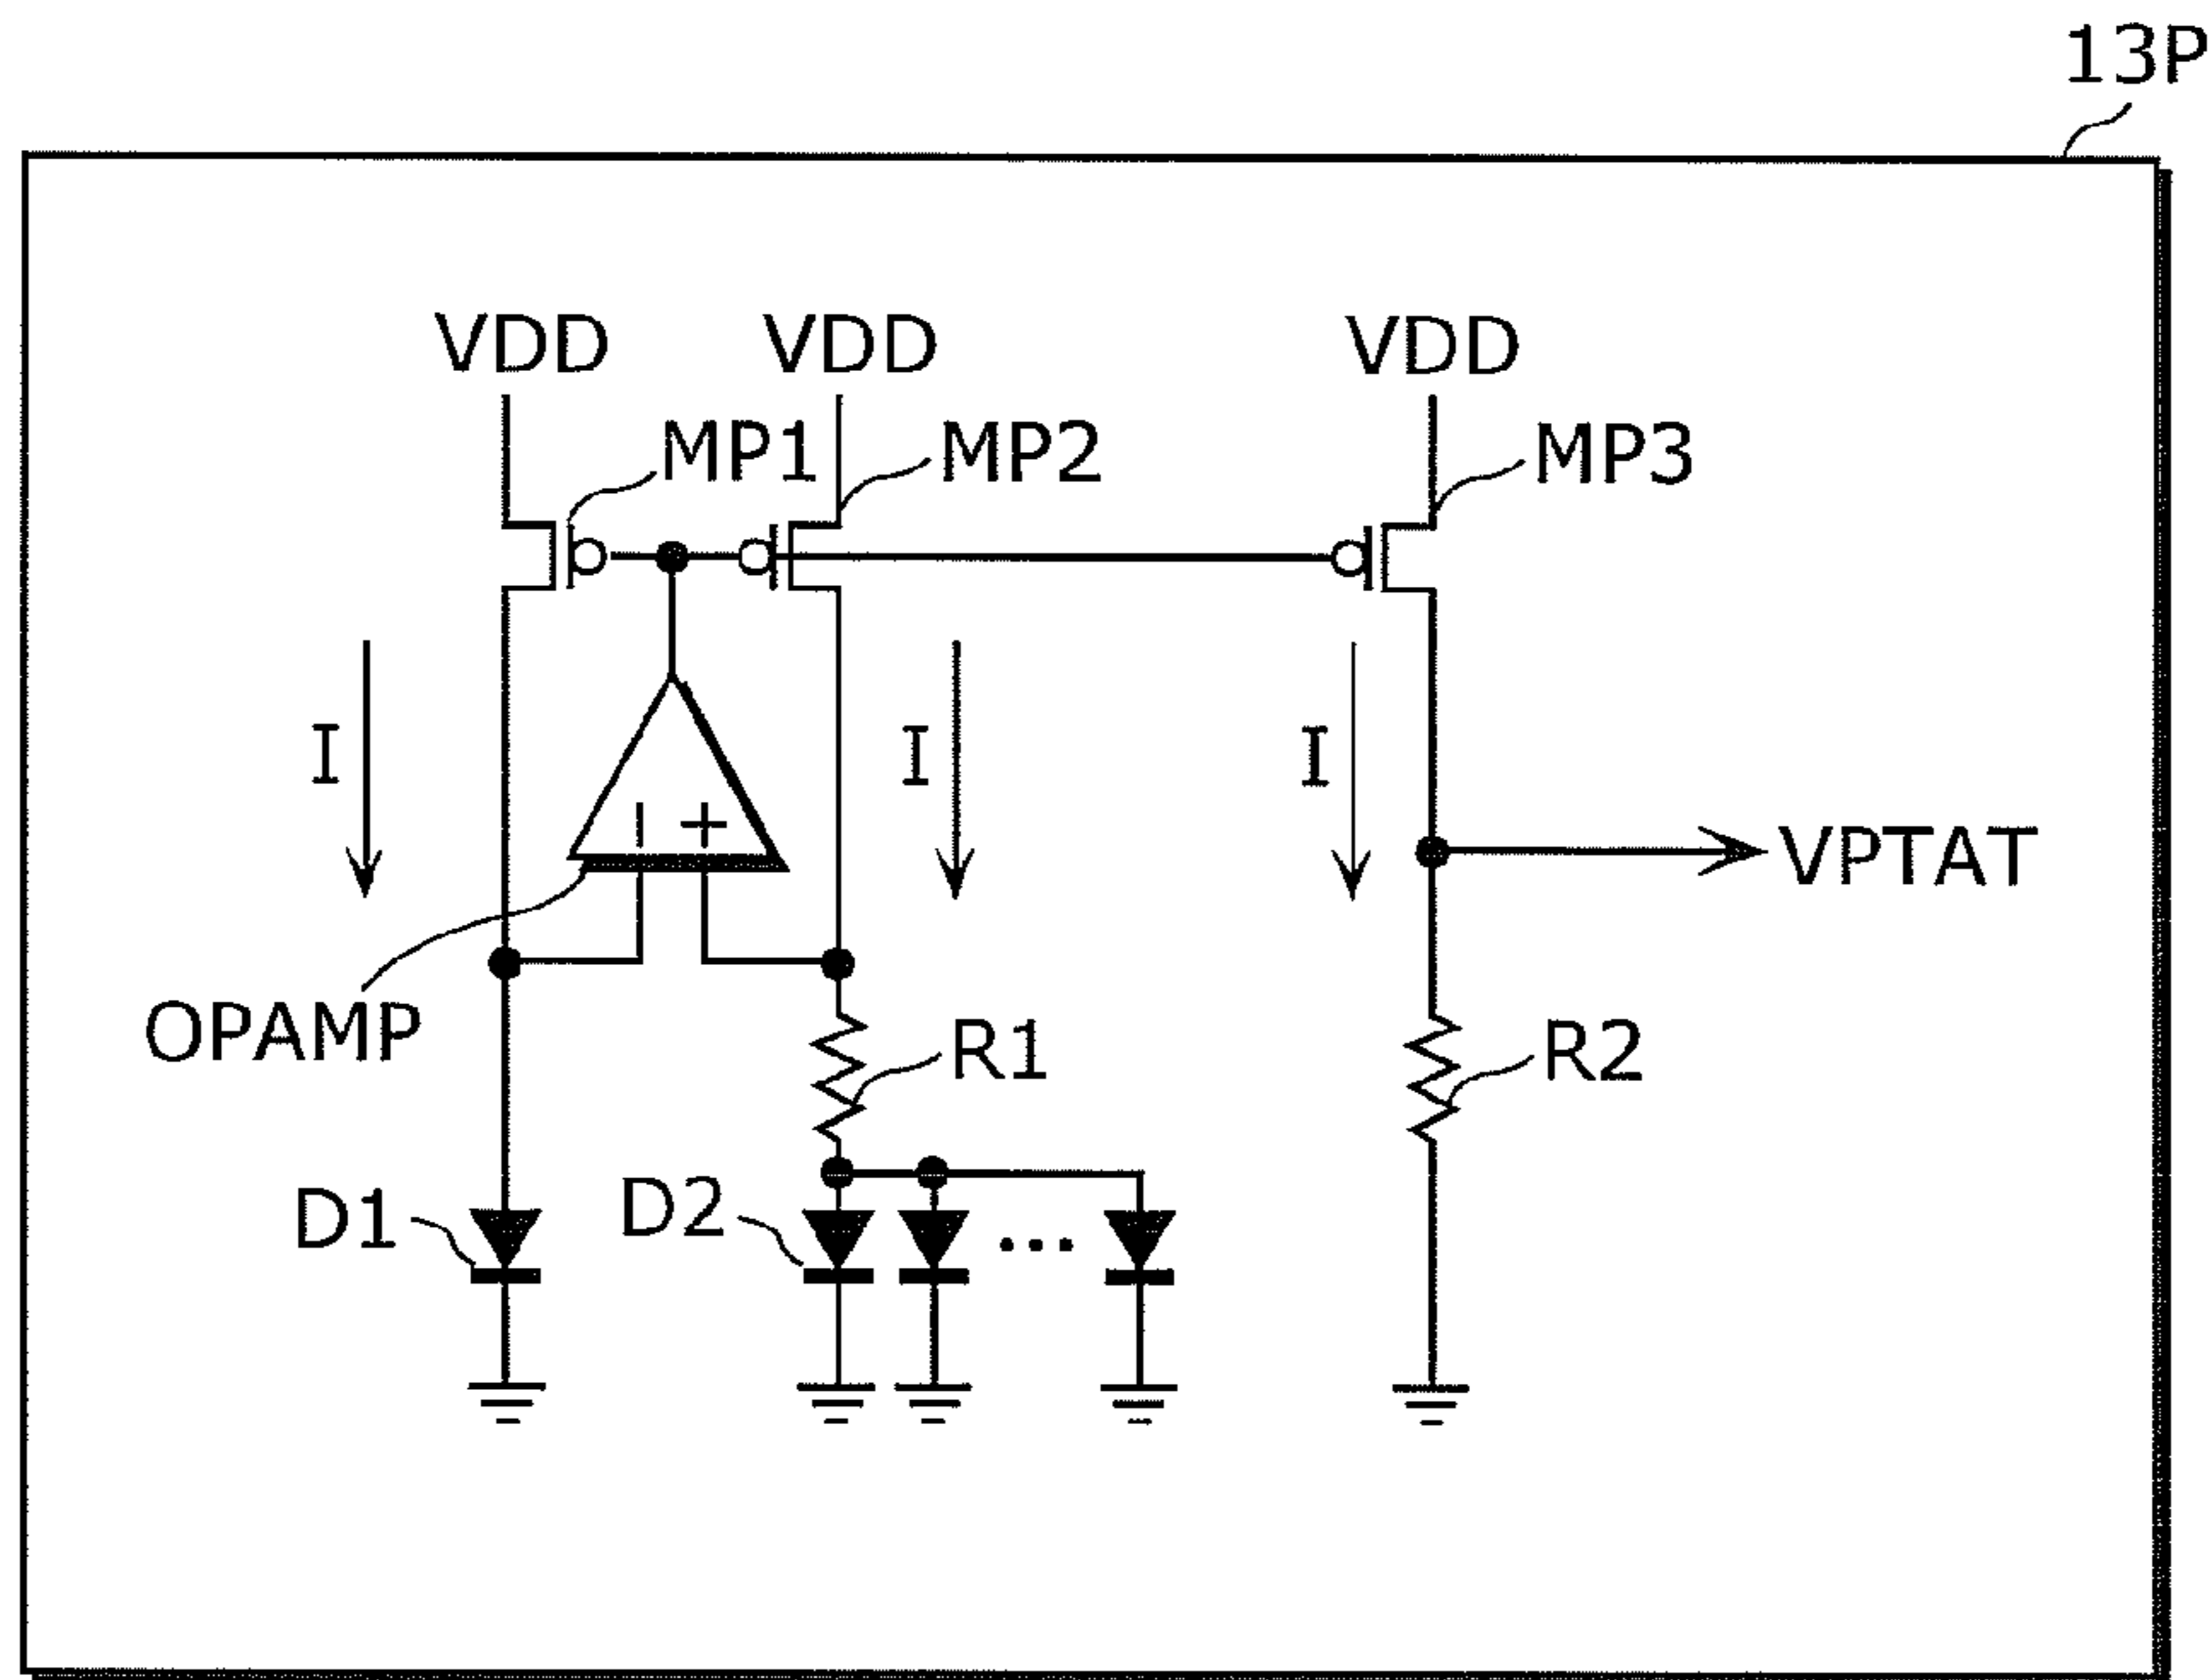 13P
VDD VDD VDD
MP1 MP2 MP3
I I I
− +
VPTAT
OPAMP R1 R2
D1 D2 ...